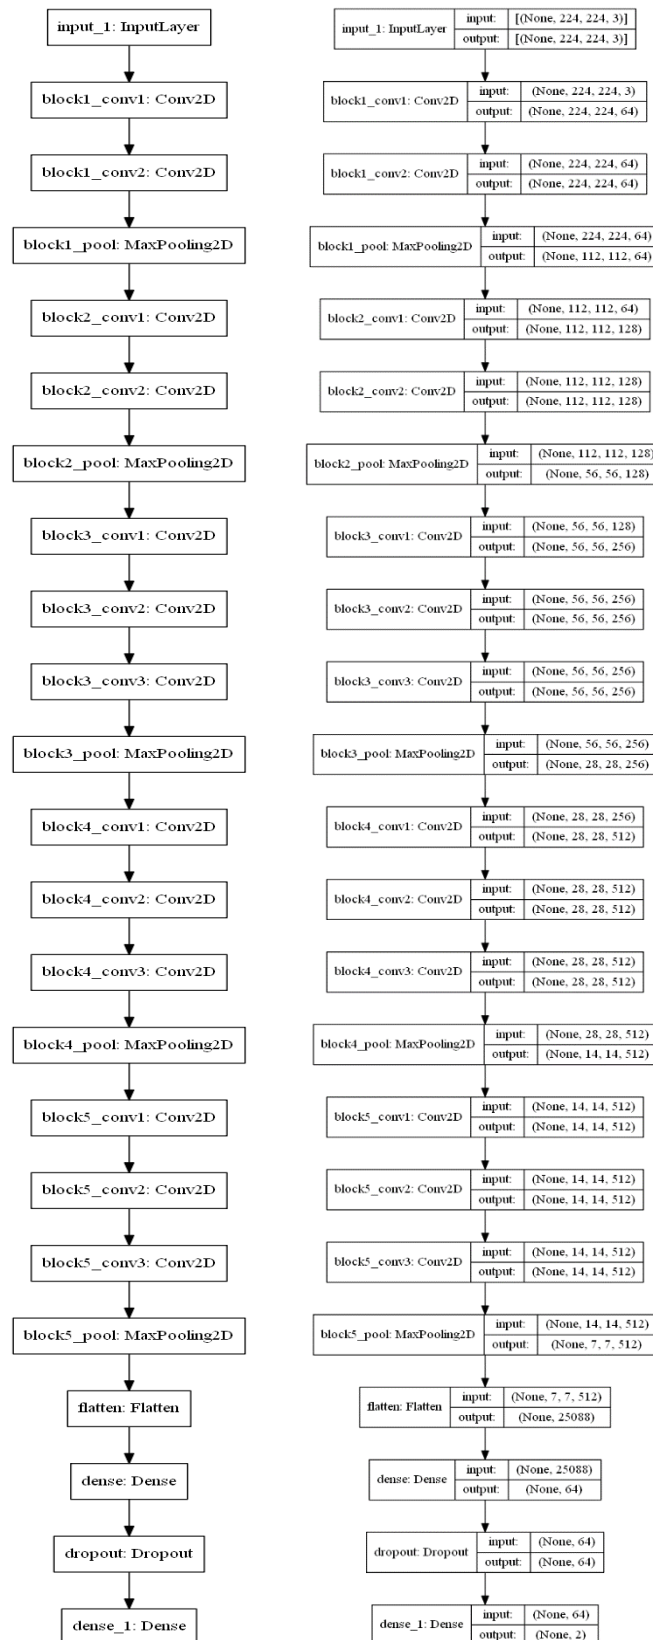 input_1: InputLayer
block1_conv1: Conv2D
block1_conv2: Conv2D
block1_pool: MaxPooling2D
block2_conv1: Conv2D
block2_conv2: Conv2D
block2_pool: MaxPooling2D
block3_conv1: Conv2D
block3_conv2: Conv2D
block3_conv3: Conv2D
block3_pool: MaxPooling2D
block4_conv1: Conv2D
block4_conv2: Conv2D
block4_conv3: Conv2D
block4_pool: MaxPooling2D
block5_conv1: Conv2D
block5_conv2: Conv2D
block5_conv3: Conv2D
block5_pool: MaxPooling2D
flatten: Flatten
dense: Dense
dropout: Dropout
dense_1: Dense
input_1: InputLayer
input: [(None, 224, 224, 3)]
output: [(None, 224, 224, 3)]
block1_conv1: Conv2D
input: (None, 224, 224, 3)
output: (None, 224, 224, 64)
block1_conv2: Conv2D
input: (None, 224, 224, 64)
output: (None, 224, 224, 64)
block1_pool: MaxPooling2D
input: (None, 224, 224, 64)
output: (None, 112, 112, 64)
block2_conv1: Conv2D
input: (None, 112, 112, 64)
output: (None, 112, 112, 128)
block2_conv2: Conv2D
input: (None, 112, 112, 128)
output: (None, 112, 112, 128)
block2_pool: MaxPooling2D
input: (None, 112, 112, 128)
output: (None, 56, 56, 128)
block3_conv1: Conv2D
input: (None, 56, 56, 128)
output: (None, 56, 56, 256)
block3_conv2: Conv2D
input: (None, 56, 56, 256)
output: (None, 56, 56, 256)
block3_conv3: Conv2D
input: (None, 56, 56, 256)
output: (None, 56, 56, 256)
block3_pool: MaxPooling2D
input: (None, 56, 56, 256)
output: (None, 28, 28, 256)
block4_conv1: Conv2D
input: (None, 28, 28, 256)
output: (None, 28, 28, 512)
block4_conv2: Conv2D
input: (None, 28, 28, 512)
output: (None, 28, 28, 512)
block4_conv3: Conv2D
input: (None, 28, 28, 512)
output: (None, 28, 28, 512)
block4_pool: MaxPooling2D
input: (None, 28, 28, 512)
output: (None, 14, 14, 512)
block5_conv1: Conv2D
input: (None, 14, 14, 512)
output: (None, 14, 14, 512)
block5_conv2: Conv2D
input: (None, 14, 14, 512)
output: (None, 14, 14, 512)
block5_conv3: Conv2D
input: (None, 14, 14, 512)
output: (None, 14, 14, 512)
block5_pool: MaxPooling2D
input: (None, 14, 14, 512)
output: (None, 7, 7, 512)
flatten: Flatten
input: (None, 7, 7, 512)
output: (None, 25088)
dense: Dense
input: (None, 25088)
output: (None, 64)
dropout: Dropout
input: (None, 64)
output: (None, 64)
dense_1: Dense
input: (None, 64)
output: (None, 2)